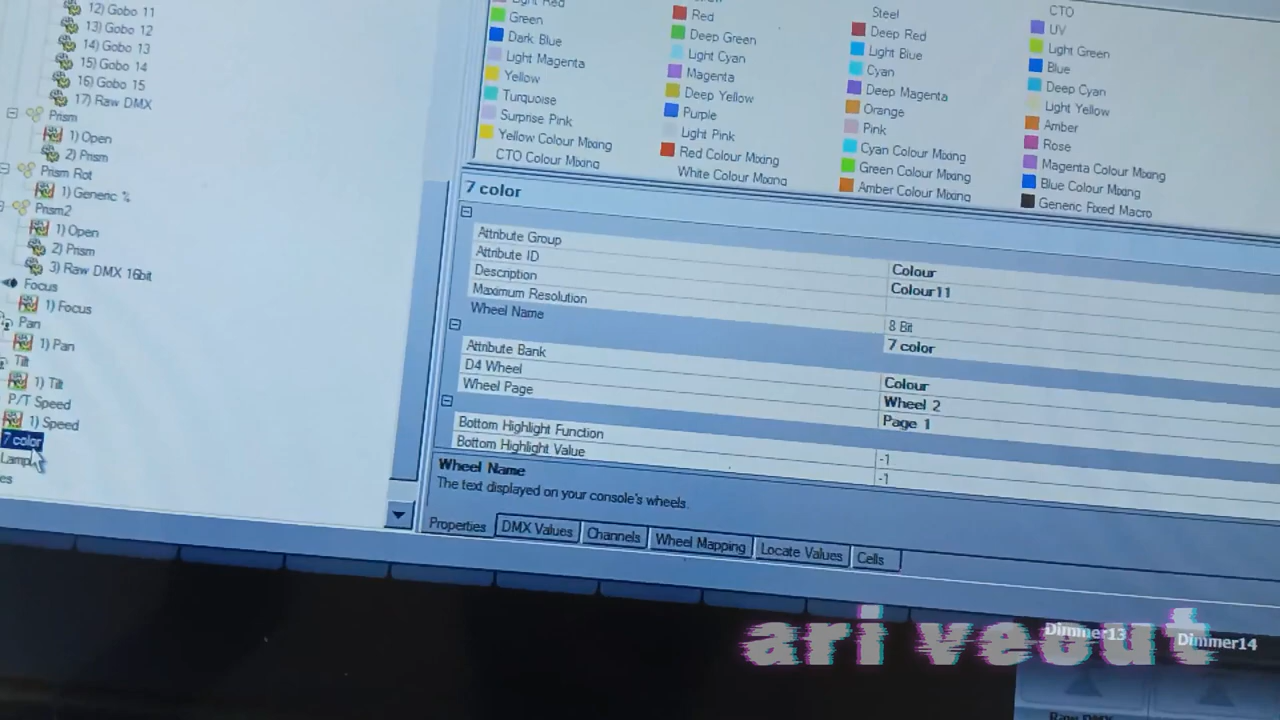 12) Gobo 11
13) Gobo 12
14) Gobo 13
15) Gobo 14
16) Gobo 15
17) Raw DMX
Prism
1) Open
2) Prism
Prism Rot
1) Generic %
Prism2
1) Open
2) Prism
3) Raw DMX 16bit
Focus
1) Focus
Pan
1) Pan
Tilt
1) Tilt
P/T Speed
1) Speed
7 color
Lamp
es
Light Red
Green
Dark Blue
Light Magenta
Yellow
Turquoise
Surprise Pink
Yellow Colour Mixing
CTO Colour Mixing
Red
Deep Green
Light Cyan
Magenta
Deep Yellow
Purple
Light Pink
Red Colour Mixing
White Colour Mixing
Steel
Deep Red
Light Blue
Cyan
Deep Magenta
Orange
Pink
Cyan Colour Mixing
Green Colour Mixing
Amber Colour Mixing
CTO
UV
Light Green
Blue
Deep Cyan
Light Yellow
Amber
Rose
Magenta Colour Mixing
Blue Colour Mixing
Generic Fixed Macro
7 color
Attribute Group Colour
Attribute ID Colour11
Description
Maximum Resolution 8 Bit
Wheel Name 7 color
Attribute Bank Colour
D4 Wheel Wheel 2
Wheel Page Page 1
Bottom Highlight Function -1
Bottom Highlight Value -1
Wheel Name
The text displayed on your console's wheels.
Properties DMX Values Channels Wheel Mapping Locate Values Cells
ari veout
Dimmer13 Dimmer14
Raw DMX